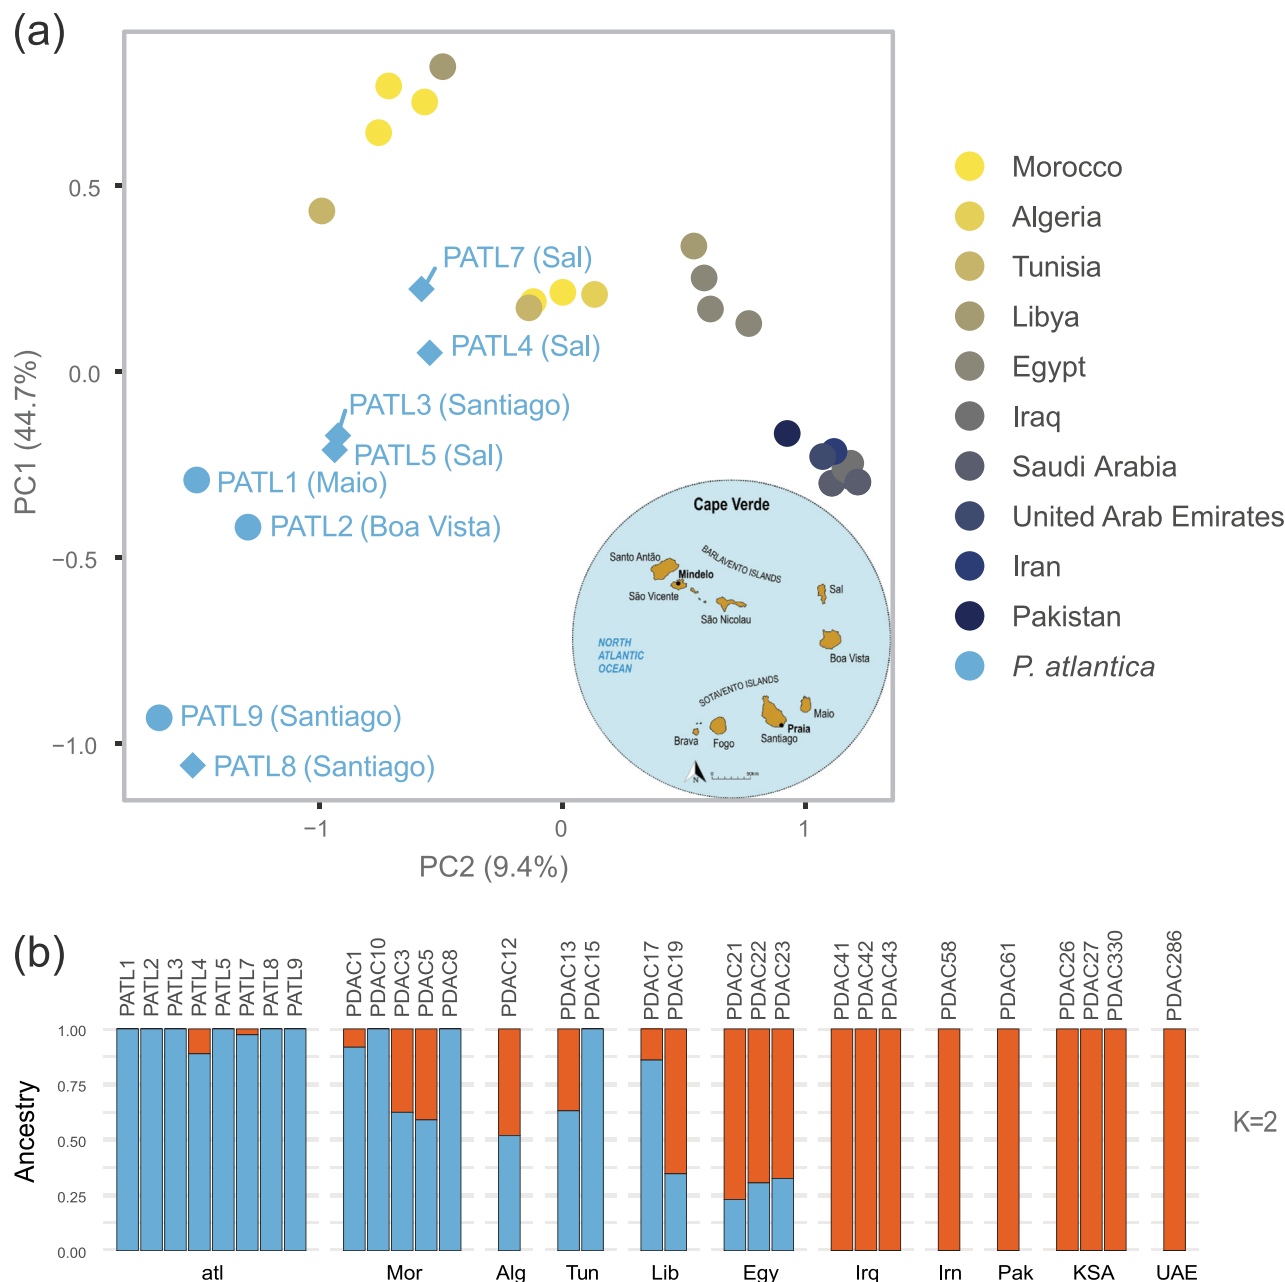 (a)
0.5
0.0
−0.5
−1.0
PC1 (44.7%)
−1
0
1
PC2 (9.4%)
PATL7 (Sal)
PATL4 (Sal)
PATL3 (Santiago)
PATL5 (Sal)
PATL1 (Maio)
PATL2 (Boa Vista)
PATL9 (Santiago)
PATL8 (Santiago)
Cape Verde
Santo Antão
BARLAVENTO ISLANDS
Mindelo
São Vicente
São Nicolau
Sal
NORTH
ATLANTIC
OCEAN
Boa Vista
SOTAVENTO ISLANDS
Maio
Praia
Santiago
Brava
Fogo
N
0 50km
Morocco
Algeria
Tunisia
Libya
Egypt
Iraq
Saudi Arabia
United Arab Emirates
Iran
Pakistan
P. atlantica
(b)
PATL1
PATL2
PATL3
PATL4
PATL5
PATL7
PATL8
PATL9
PDAC1
PDAC10
PDAC3
PDAC5
PDAC8
PDAC12
PDAC13
PDAC15
PDAC17
PDAC19
PDAC21
PDAC22
PDAC23
PDAC41
PDAC42
PDAC43
PDAC58
PDAC61
PDAC26
PDAC27
PDAC330
PDAC286
Ancestry
1.00
0.75
0.50
0.25
0.00
K=2
atl
Mor
Alg
Tun
Lib
Egy
Irq
Irn
Pak
KSA
UAE